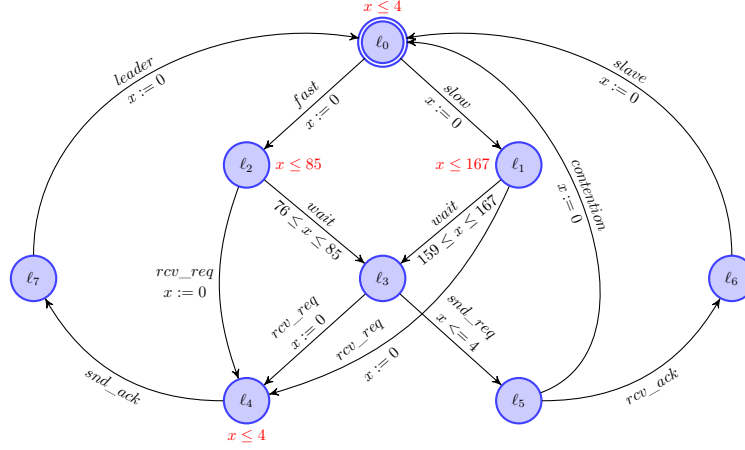 x ≤ 4
ℓ0
leader
x := 0
fast
x := 0
slow
x := 0
slave
x := 0
ℓ2
x ≤ 85
x ≤ 167
ℓ1
contention
x := 0
wait
76 ≤ x ≤ 85
wait
159 ≤ x ≤ 167
ℓ7
rcv_req
x := 0
ℓ3
ℓ6
rcv_req
x := 0
rcv_req
x := 0
snd_req
x <= 4
snd_ack
ℓ4
x ≤ 4
ℓ5
rcv_ack